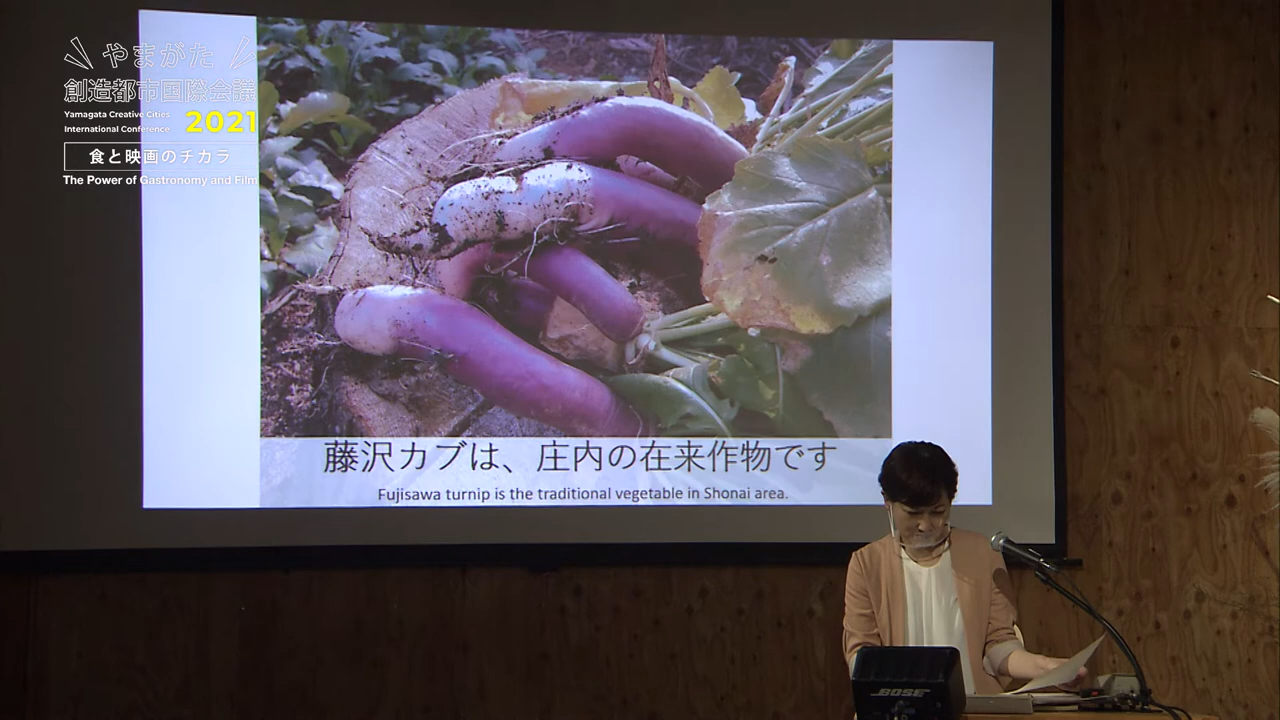 やまがた
創造都市国際会議
Yamagata Creative Cities
International Conference
2021
食と映画のチカラ
The Power of Gastronomy and Film
藤沢カブは、庄内の在来作物です
Fujisawa turnip is the traditional vegetable in Shonai area.
BOSE